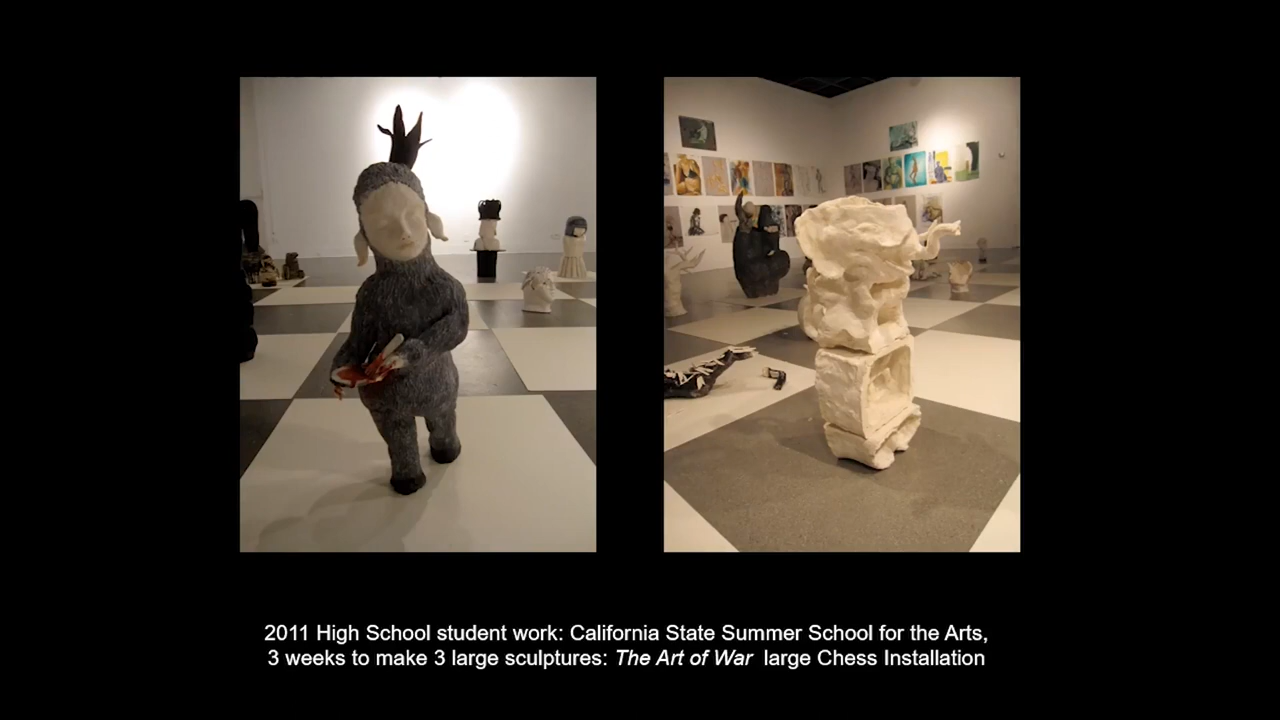 2011 High School student work: California State Summer School for the Arts,
3 weeks to make 3 large sculptures: The Art of War large Chess Installation